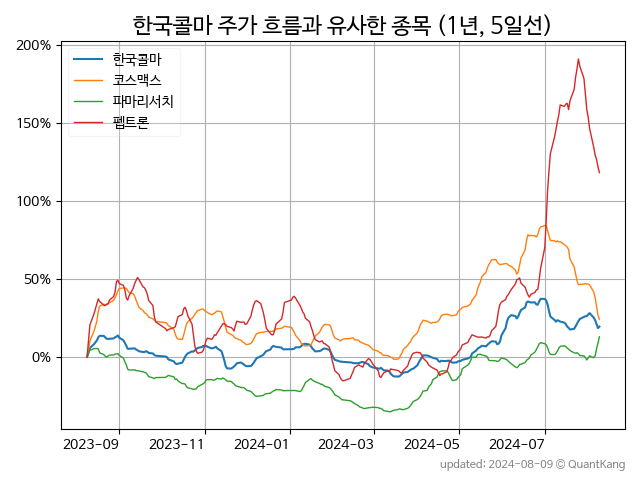 한국콜마 주가 흐름과 유사한 종목 (1년, 5일선)
200%
150%
100%
50%
0%
한국콜마
코스맥스
파마리서치
펩트론
2023-09 2023-11 2024-01 2024-03 2024-05 2024-07
updated: 2024-08-09 © QuantKang